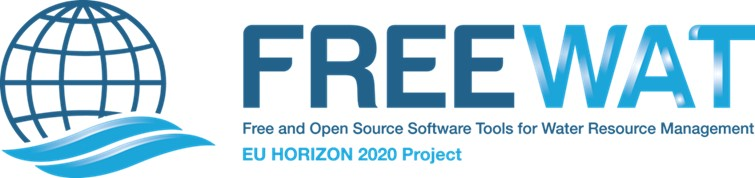 FREEWAT
Free and Open Source Software Tools for Water Resource Management
EU HORIZON 2020 Project